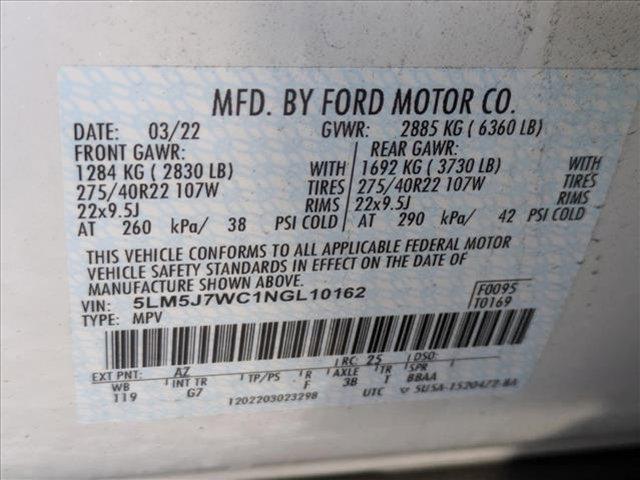 MFD. BY FORD MOTOR CO.
DATE: 03/22 GVWR: 2885 KG ( 6360 LB)
FRONT GAWR: REAR GAWR:
1284 KG ( 2830 LB) WITH 1692 KG ( 3730 LB) WITH
275/40R22 107W TIRES 275/40R22 107W TIRES
22x9.5J RIMS 22x9.5J RIMS
AT 260 kPa/ 38 PSI COLD AT 290 kPa/ 42 PSI COLD
THIS VEHICLE CONFORMS TO ALL APPLICABLE FEDERAL MOTOR
VEHICLE SAFETY STANDARDS IN EFFECT ON THE DATE OF
MANUFACTURE SHOWN ABOVE.
VIN: 5LM5J7WC1NGL10162 F0095
TYPE: MPV T0169
EXT PNT: AZ RC: 25 DSO:
WB INT TR TP/PS R AXLE TR SPR
119 G7 F 3B T BBAA
1202203023298 UTC 5U5A-1520472-BA